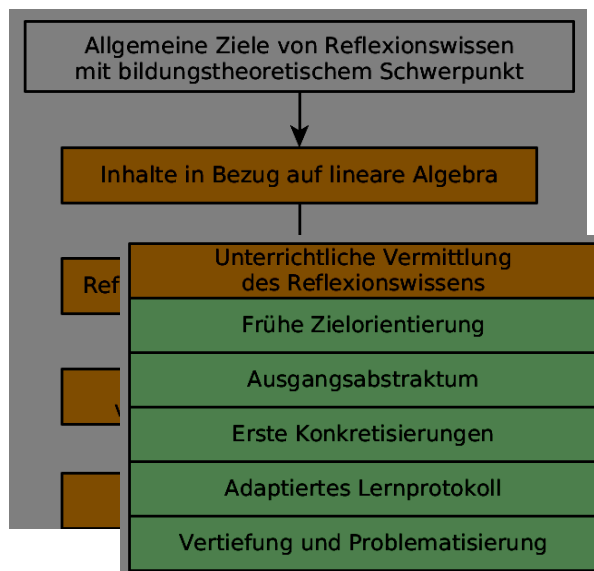 Allgemeine Ziele von Reflexionswissen
mit bildungstheoretischem Schwerpunkt
Inhalte in Bezug auf lineare Algebra
Unterrichtliche Vermittlung
des Reflexionswissens
Frühe Zielorientierung
Ausgangsabstraktum
Erste Konkretisierungen
Adaptiertes Lernprotokoll
Vertiefung und Problematisierung